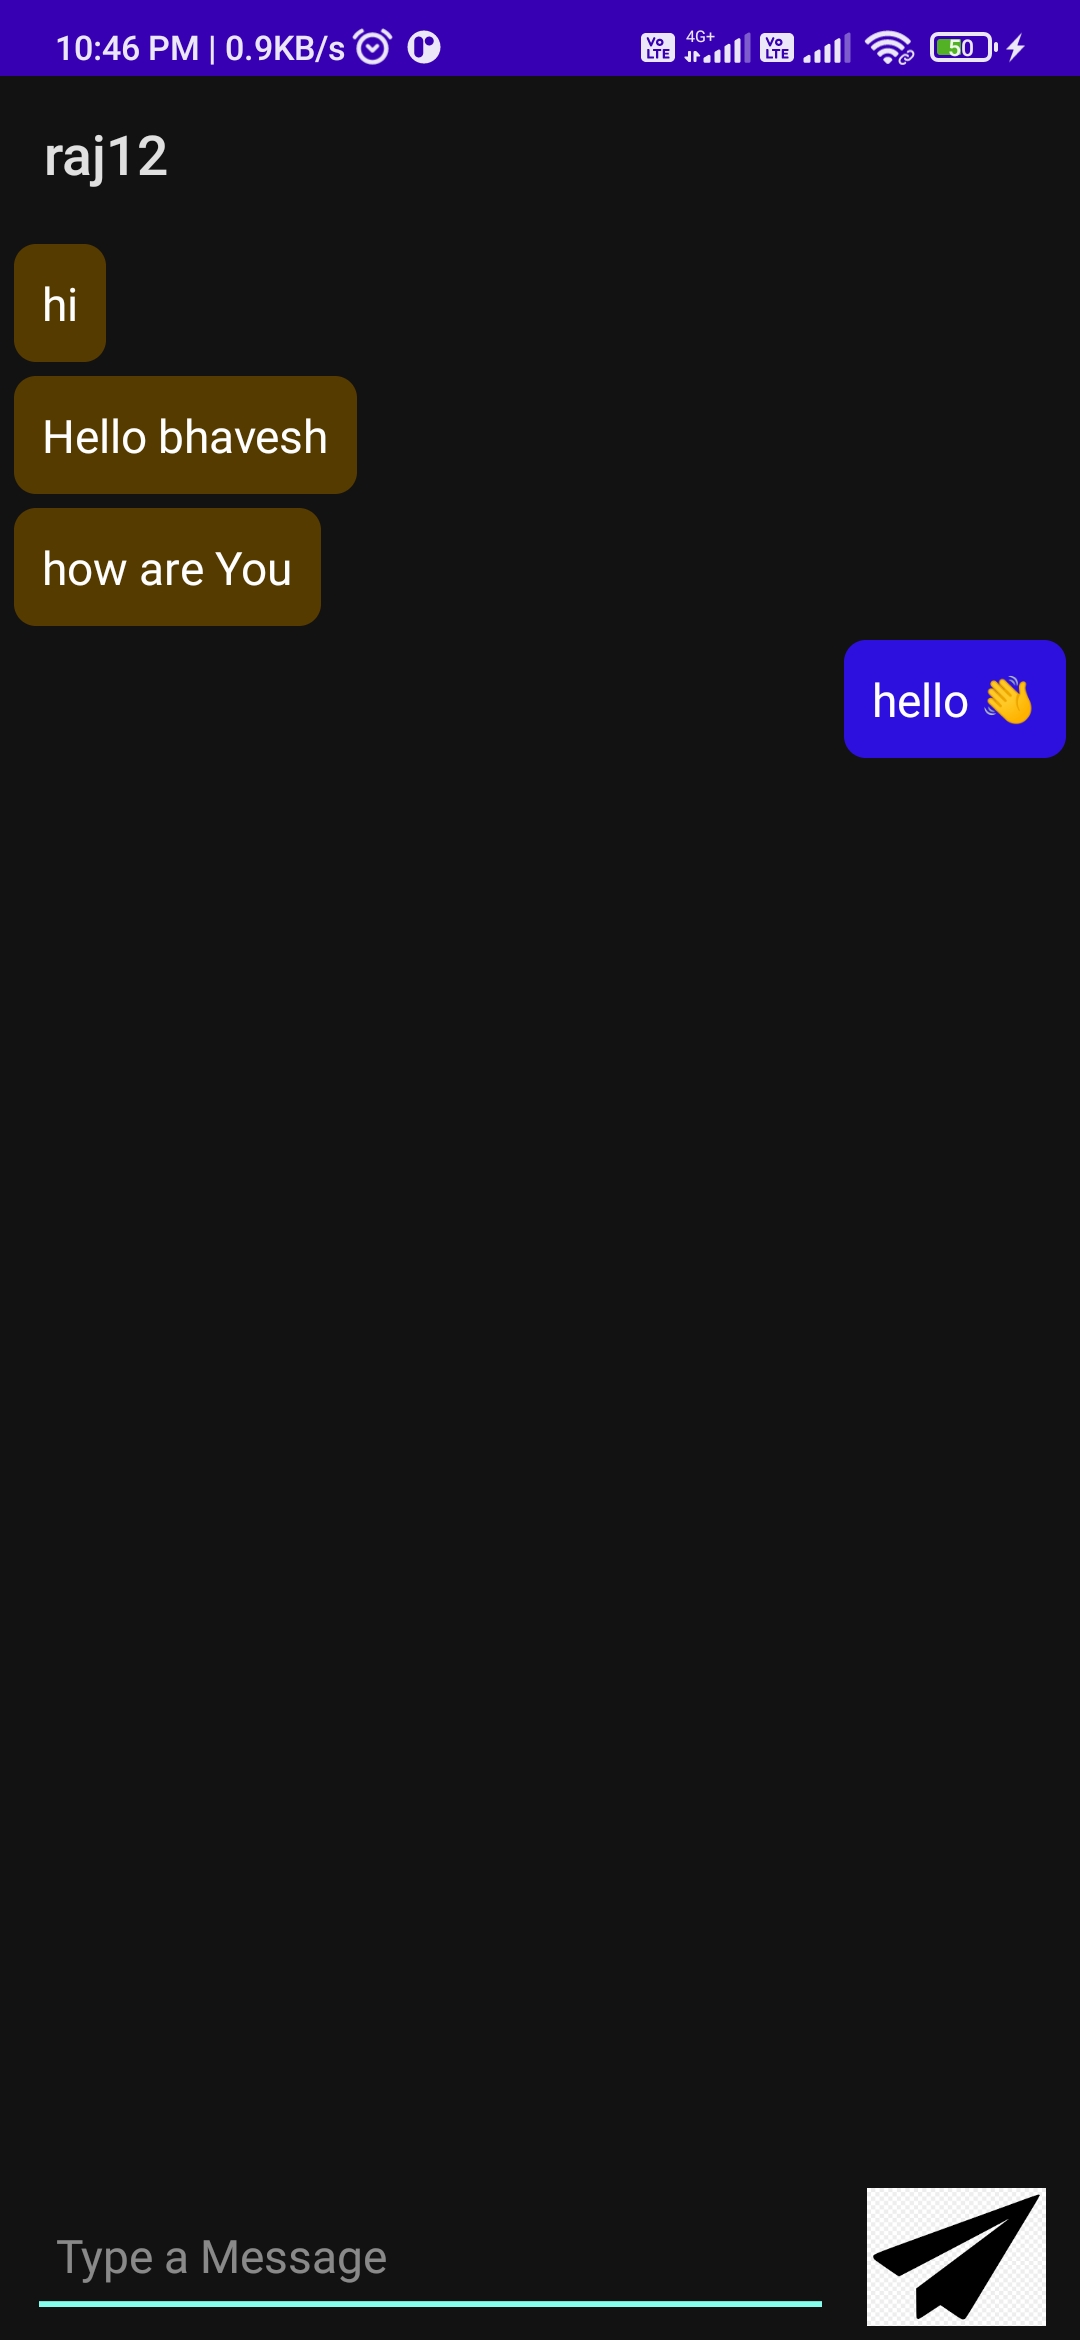 10:46 PM | 0.9KB/s Vo LTE 4G+ Vo LTE 50
raj12
hi
Hello bhavesh
how are You
hello 👋
Type a Message